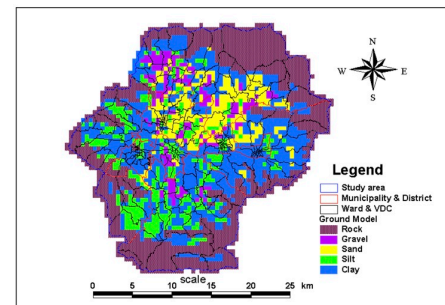 N
W E
S
Legend
Study area
Municipality & District
Ward & VDC
Ground Model
Rock
Gravel
Sand
Silt
Clay
scale
0 5 10 15 20 25 km